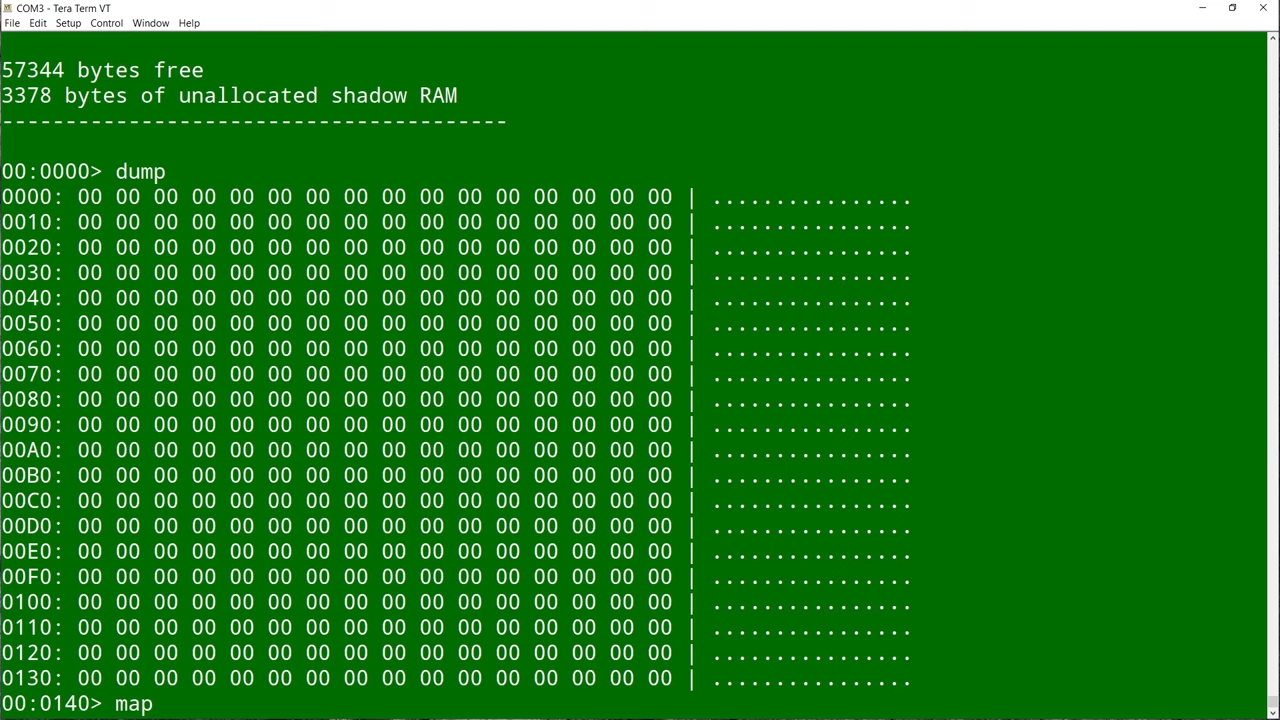 COM3 - Tera Term VT
File Edit Setup Control Window Help
57344 bytes free
3378 bytes of unallocated shadow RAM
----------------------------------------
00:0000> dump
0000: 00 00 00 00 00 00 00 00 00 00 00 00 00 00 00 00 | ................
0010: 00 00 00 00 00 00 00 00 00 00 00 00 00 00 00 00 | ................
0020: 00 00 00 00 00 00 00 00 00 00 00 00 00 00 00 00 | ................
0030: 00 00 00 00 00 00 00 00 00 00 00 00 00 00 00 00 | ................
0040: 00 00 00 00 00 00 00 00 00 00 00 00 00 00 00 00 | ................
0050: 00 00 00 00 00 00 00 00 00 00 00 00 00 00 00 00 | ................
0060: 00 00 00 00 00 00 00 00 00 00 00 00 00 00 00 00 | ................
0070: 00 00 00 00 00 00 00 00 00 00 00 00 00 00 00 00 | ................
0080: 00 00 00 00 00 00 00 00 00 00 00 00 00 00 00 00 | ................
0090: 00 00 00 00 00 00 00 00 00 00 00 00 00 00 00 00 | ................
00A0: 00 00 00 00 00 00 00 00 00 00 00 00 00 00 00 00 | ................
00B0: 00 00 00 00 00 00 00 00 00 00 00 00 00 00 00 00 | ................
00C0: 00 00 00 00 00 00 00 00 00 00 00 00 00 00 00 00 | ................
00D0: 00 00 00 00 00 00 00 00 00 00 00 00 00 00 00 00 | ................
00E0: 00 00 00 00 00 00 00 00 00 00 00 00 00 00 00 00 | ................
00F0: 00 00 00 00 00 00 00 00 00 00 00 00 00 00 00 00 | ................
0100: 00 00 00 00 00 00 00 00 00 00 00 00 00 00 00 00 | ................
0110: 00 00 00 00 00 00 00 00 00 00 00 00 00 00 00 00 | ................
0120: 00 00 00 00 00 00 00 00 00 00 00 00 00 00 00 00 | ................
0130: 00 00 00 00 00 00 00 00 00 00 00 00 00 00 00 00 | ................
00:0140> map